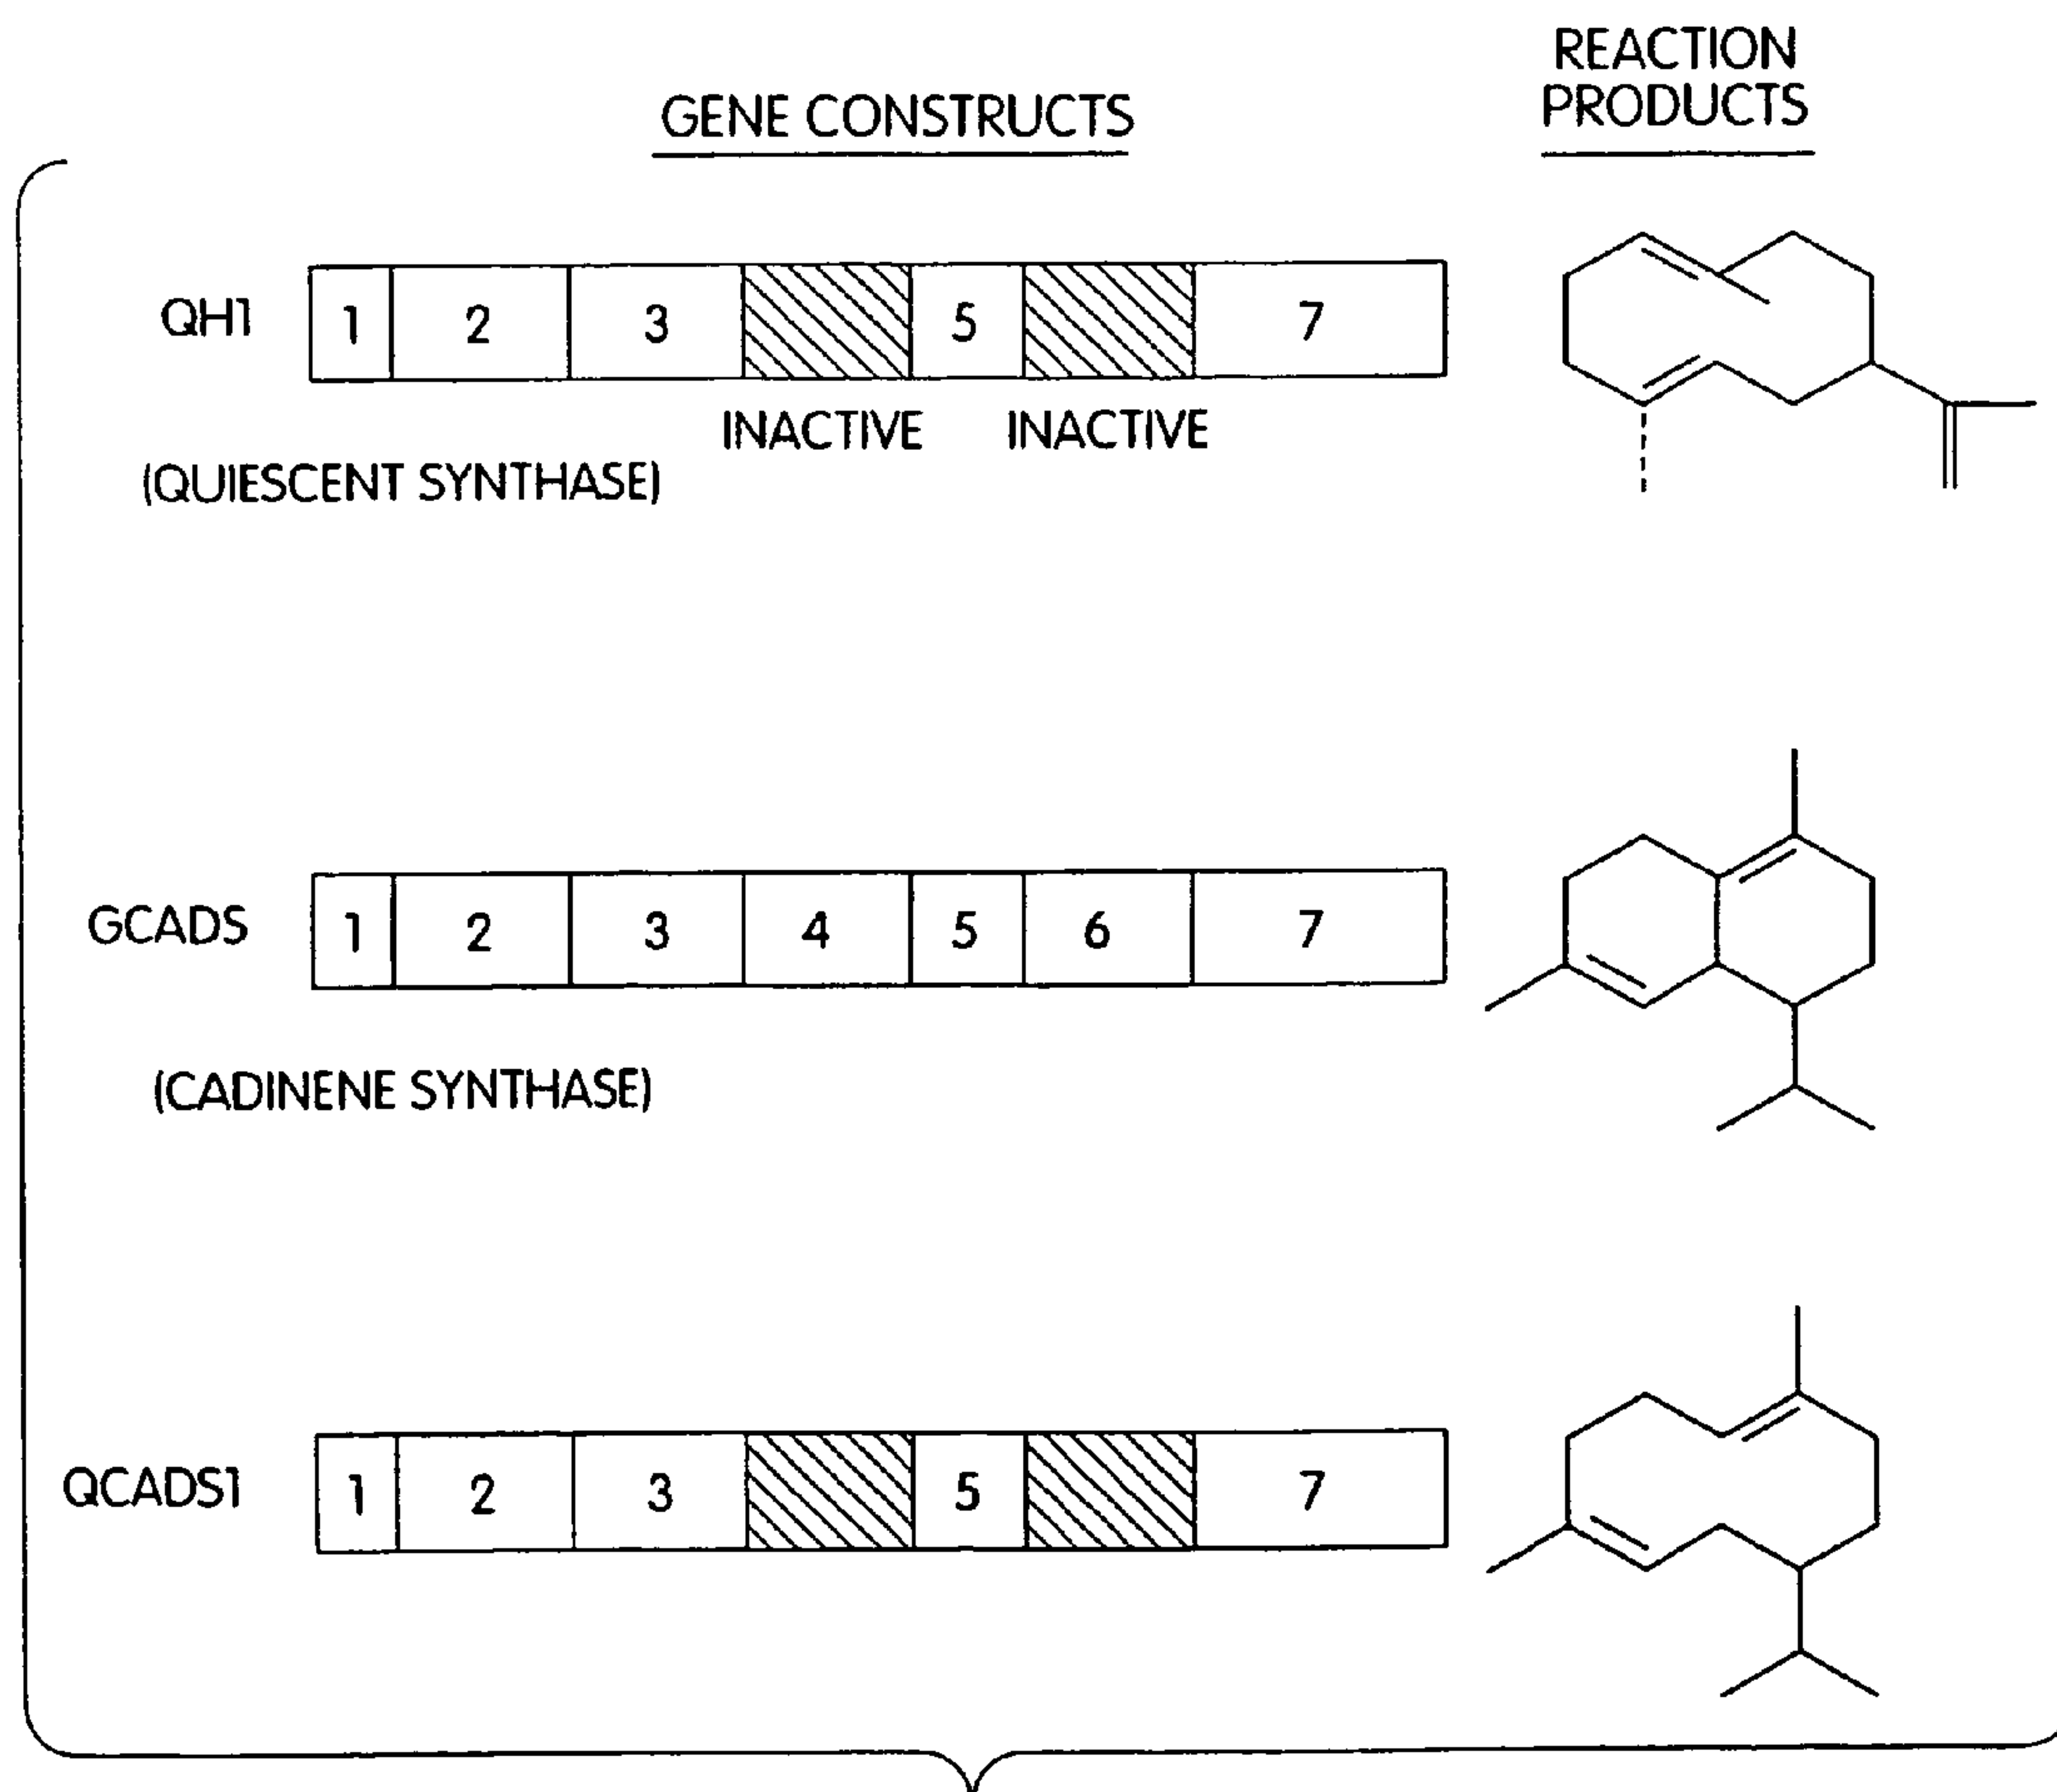 REACTION
PRODUCTS
GENE CONSTRUCTS
QH1
1 2 3 5 7
INACTIVE INACTIVE
(QUIESCENT SYNTHASE)
GCADS
1 2 3 4 5 6 7
(CADINENE SYNTHASE)
QCADS1
1 2 3 5 7